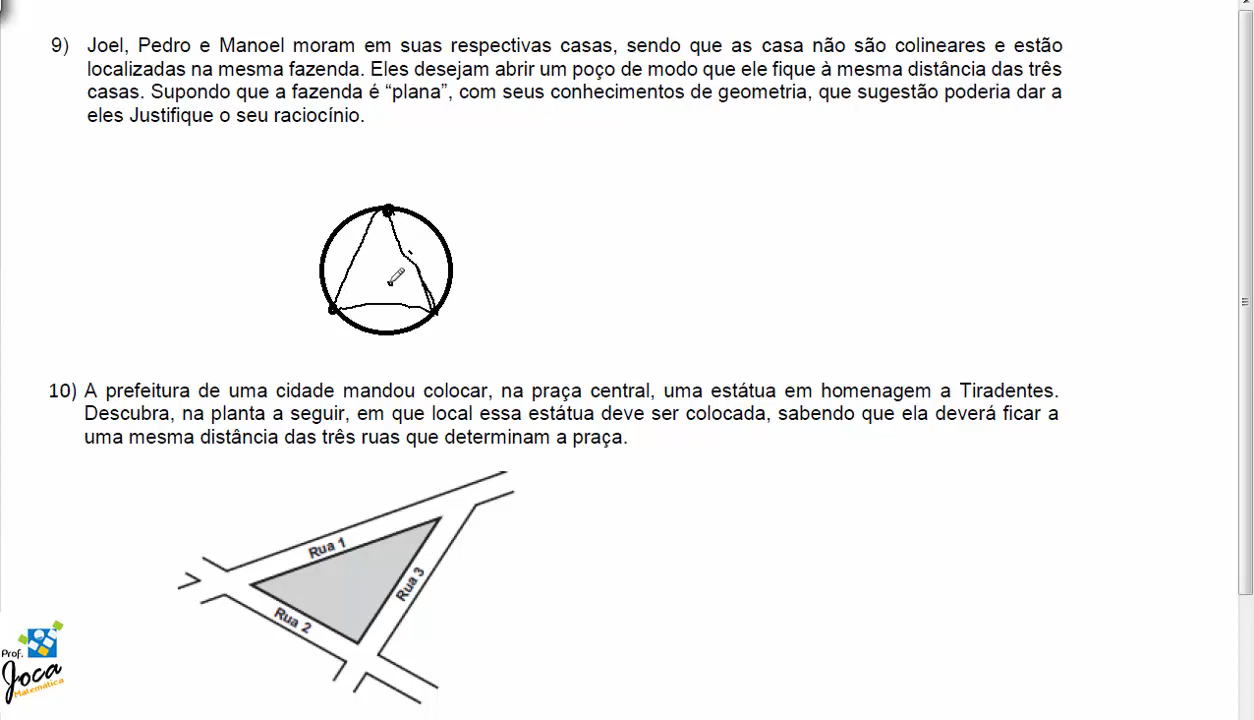 9) Joel, Pedro e Manoel moram em suas respectivas casas, sendo que as casa não são colineares e estão
localizadas na mesma fazenda. Eles desejam abrir um poço de modo que ele fique à mesma distância das três
casas. Supondo que a fazenda é “plana”, com seus conhecimentos de geometria, que sugestão poderia dar a
eles Justifique o seu raciocínio.
10) A prefeitura de uma cidade mandou colocar, na praça central, uma estátua em homenagem a Tiradentes.
Descubra, na planta a seguir, em que local essa estátua deve ser colocada, sabendo que ela deverá ficar a
uma mesma distância das três ruas que determinam a praça.
Rua 1
Rua 3
Rua 2
Prof.
Joca
Matemática